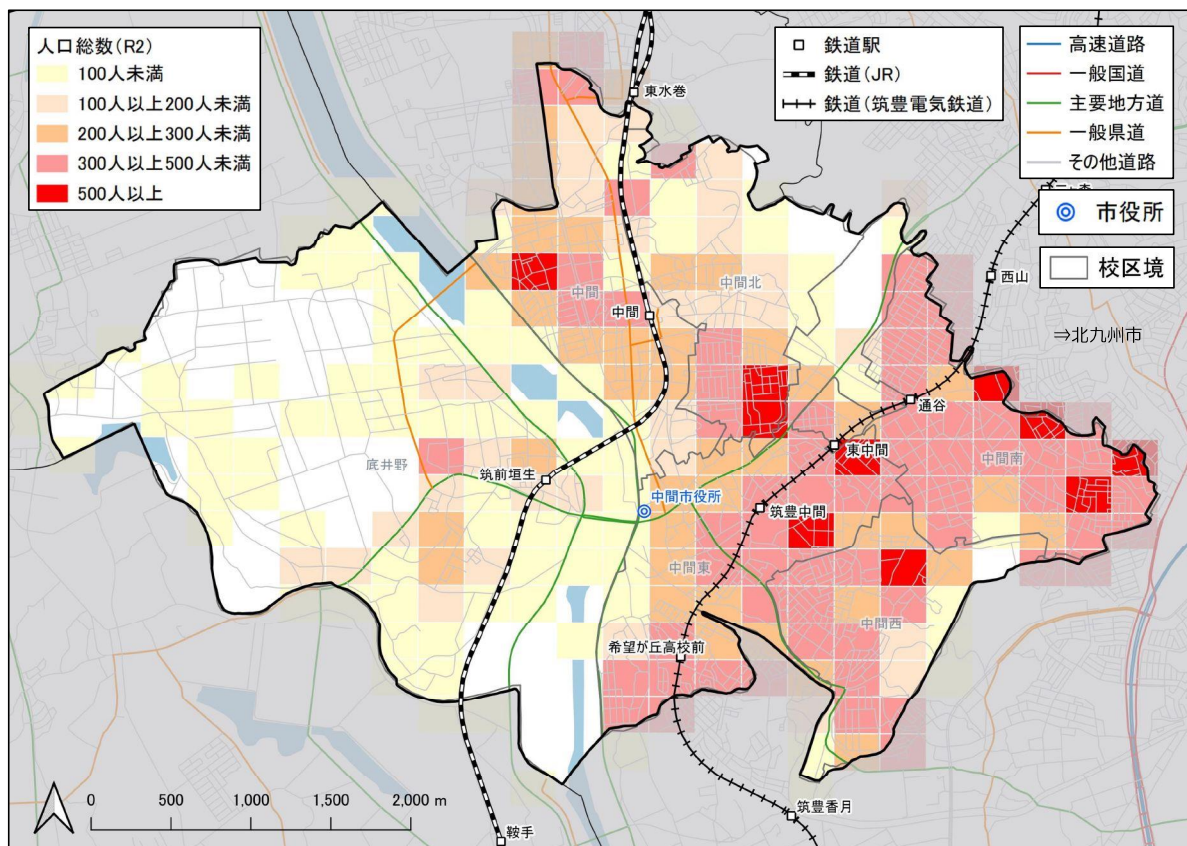 人口総数(R2)
100人未満
100人以上200人未満
200人以上300人未満
300人以上500人未満
500人以上
鉄道駅
鉄道(JR)
鉄道(筑豊電気鉄道)
高速道路
一般国道
主要地方道
一般県道
その他道路
市役所
校区境
東水巻
西山
中間北
中間
中間
⇒北九州市
通谷
東中間
中間南
底井野
筑前垣生
中間市役所
筑豊中間
中間東
中間西
希望が丘高校前
筑豊香月
鞍手
0 500 1,000 1,500 2,000 m